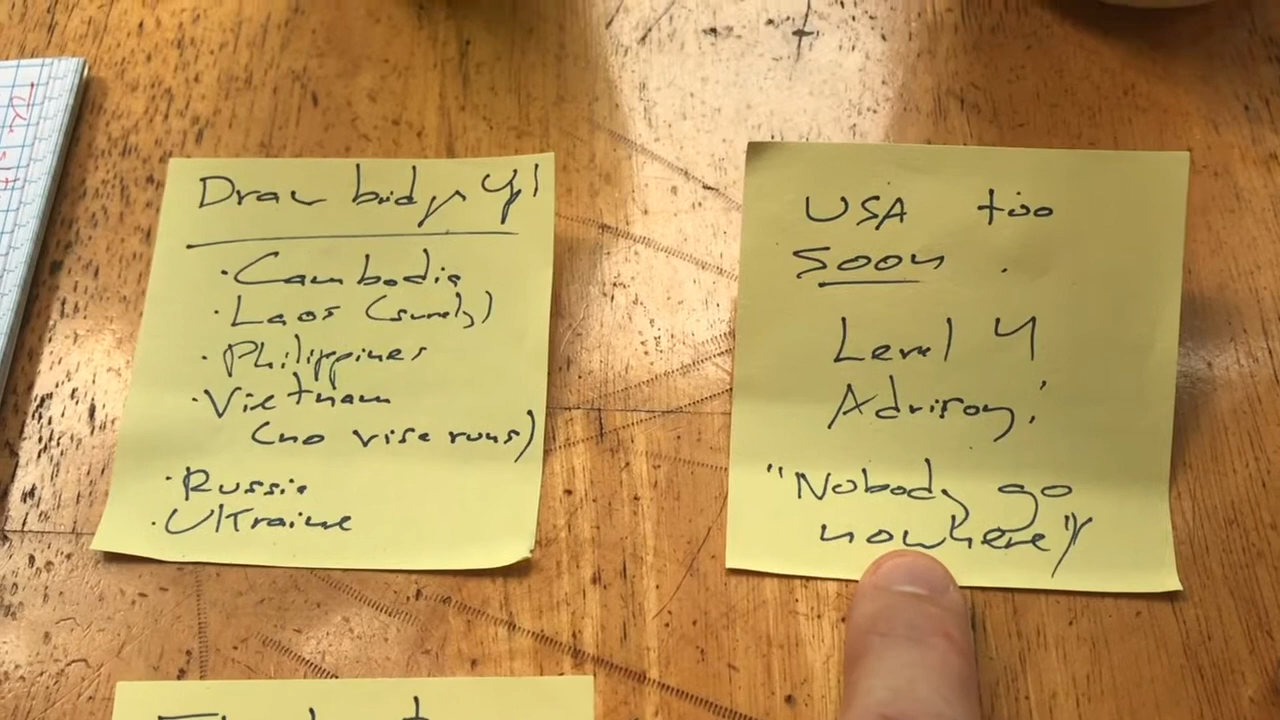 Draw bridge Up!
· Cambodia
· Laos (surely)
· Philippines
· Vietnam
(no visa runs)
· Russia
· Ukraine
USA too
soon.
Level 4
Advisory:
"Nobody go
nowhere"